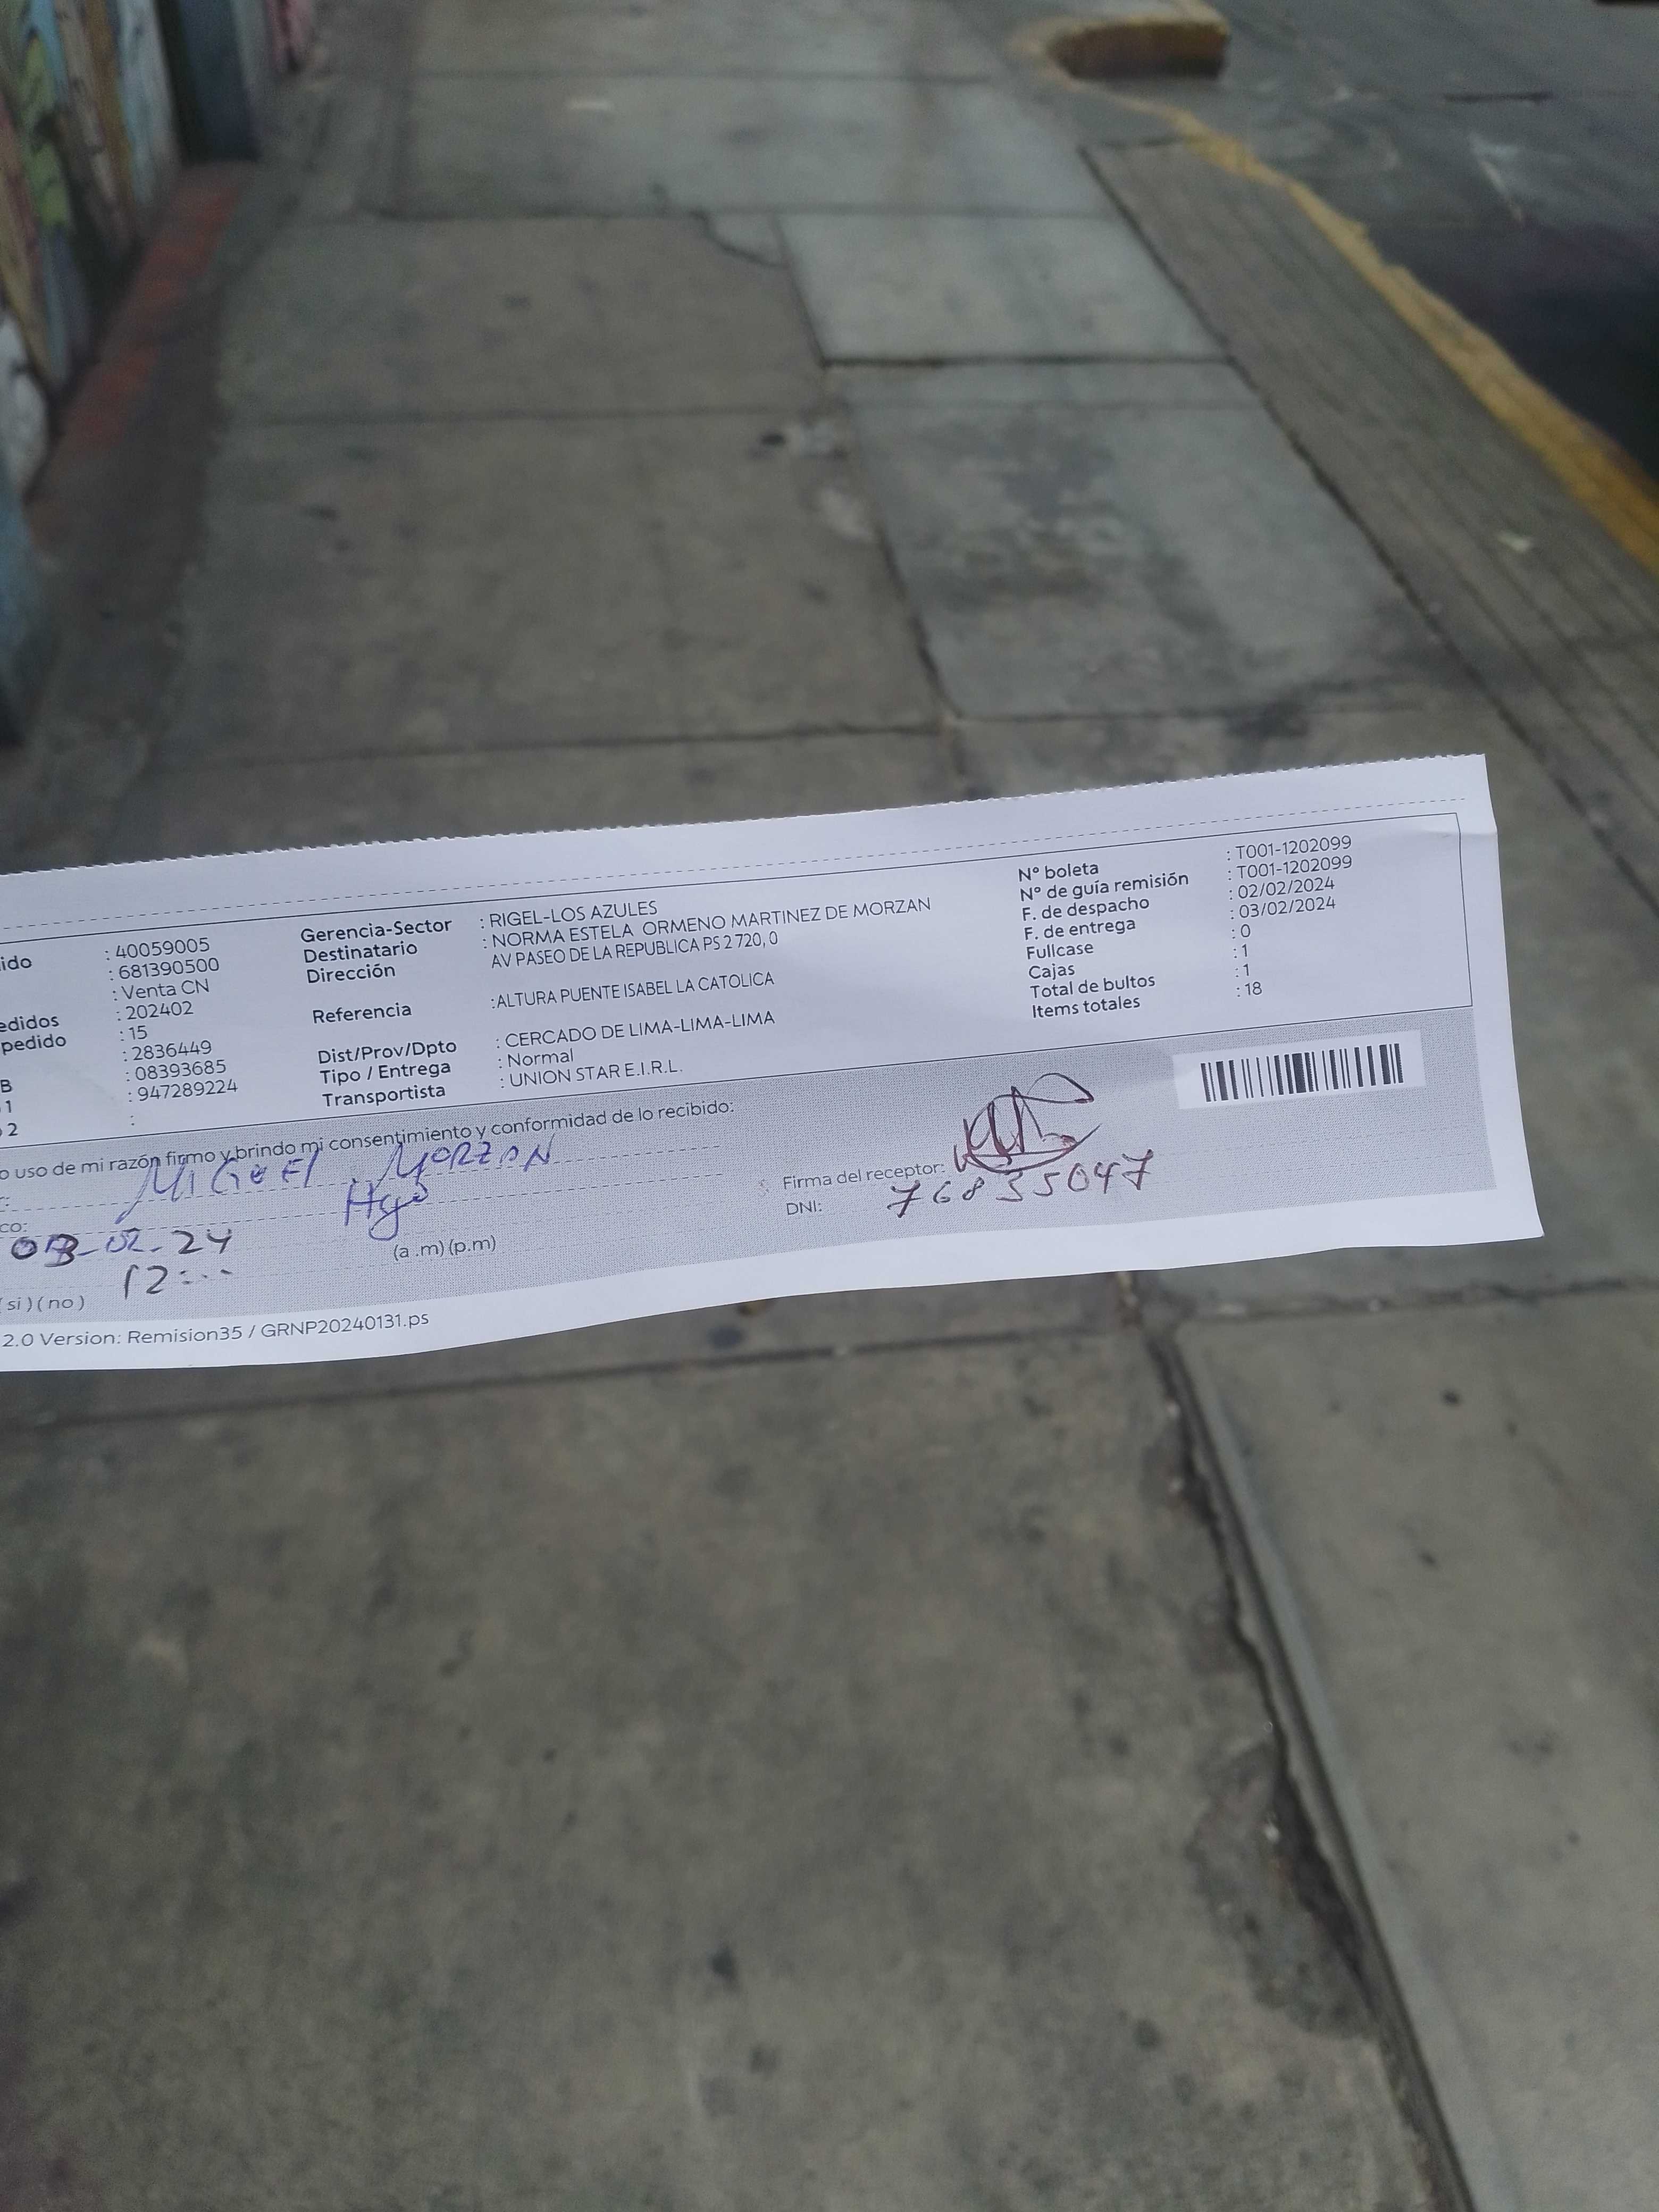 ido : 40059005
: 681390500
: Venta CN
edidos : 202402
pedido : 15
: 2836449
B : 08393685
1 : 947289224
2 :
Gerencia-Sector : RIGEL-LOS AZULES
Destinatario : NORMA ESTELA ORMENO MARTINEZ DE MORZAN
Dirección AV PASEO DE LA REPUBLICA PS 2 720, 0
Referencia :ALTURA PUENTE ISABEL LA CATOLICA
Dist/Prov/Dpto : CERCADO DE LIMA-LIMA-LIMA
Tipo / Entrega : Normal
Transportista : UNION STAR E.I.R.L.
N° boleta : T001-1202099
N° de guía remisión : T001-1202099
F. de despacho : 02/02/2024
F. de entrega : 03/02/2024
Fullcase : 0
Cajas : 1
Total de bultos : 1
Items totales : 18
o uso de mi razón firmo y brindo mi consentimiento y conformidad de lo recibido:
r: MIGUEL MORZAN
co: Hijo
03-02-24
12:.. (a .m) (p.m)
( si ) ( no )
Firma del receptor:
DNI: 76835047
2.0 Version: Remision35 / GRNP20240131.ps